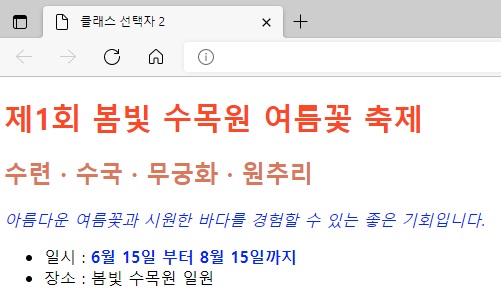 클래스 선택자 2
제1회 봄빛 수목원 여름꽃 축제
수련 · 수국 · 무궁화 · 원추리
아름다운 여름꽃과 시원한 바다를 경험할 수 있는 좋은 기회입니다.
• 일시 : 6월 15일 부터 8월 15일까지
• 장소 : 봄빛 수목원 일원